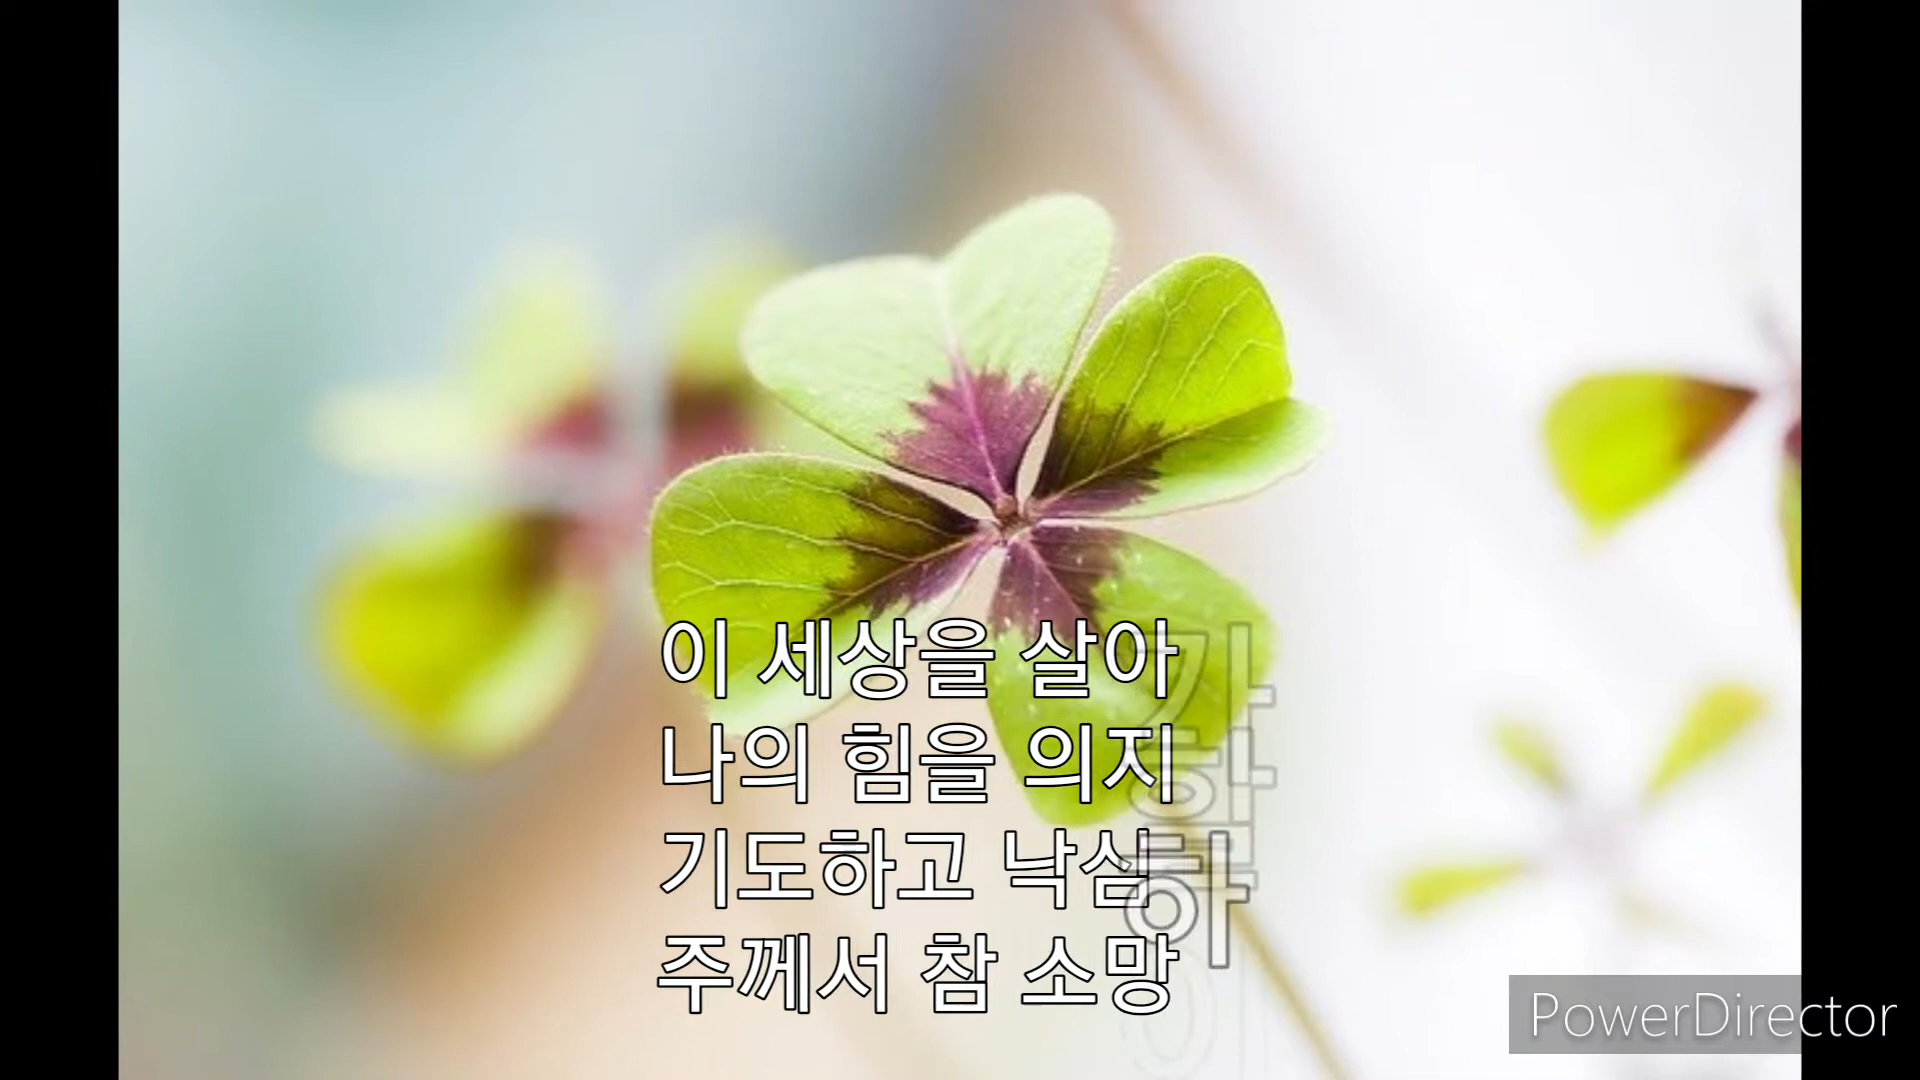 이 세상을 살아
나의 힘을 의지
기도하고 낙심
주께서 참 소망
PowerDirector